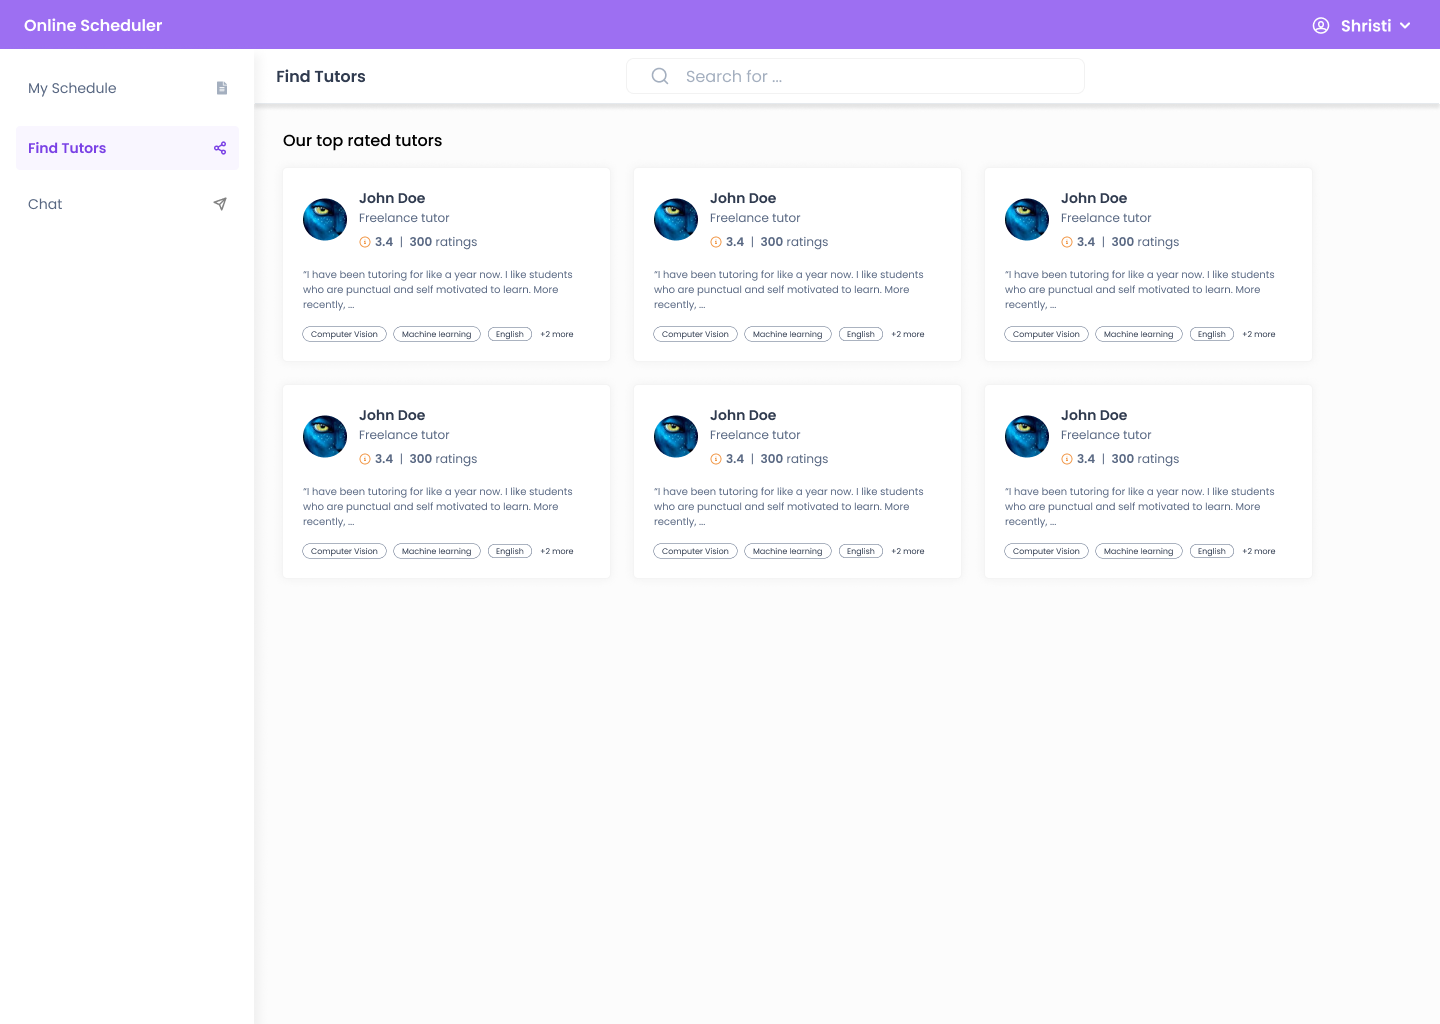 Online Scheduler
Shristi
My Schedule
Find Tutors
Chat
Find Tutors
Search for ...
Our top rated tutors
John Doe
Freelance tutor
3.4 | 300 ratings
“I have been tutoring for like a year now. I like students
who are punctual and self motivated to learn. More
recently, ...
Computer Vision Machine learning English +2 more
John Doe
Freelance tutor
3.4 | 300 ratings
“I have been tutoring for like a year now. I like students
who are punctual and self motivated to learn. More
recently, ...
Computer Vision Machine learning English +2 more
John Doe
Freelance tutor
3.4 | 300 ratings
“I have been tutoring for like a year now. I like students
who are punctual and self motivated to learn. More
recently, ...
Computer Vision Machine learning English +2 more
John Doe
Freelance tutor
3.4 | 300 ratings
“I have been tutoring for like a year now. I like students
who are punctual and self motivated to learn. More
recently, ...
Computer Vision Machine learning English +2 more
John Doe
Freelance tutor
3.4 | 300 ratings
“I have been tutoring for like a year now. I like students
who are punctual and self motivated to learn. More
recently, ...
Computer Vision Machine learning English +2 more
John Doe
Freelance tutor
3.4 | 300 ratings
“I have been tutoring for like a year now. I like students
who are punctual and self motivated to learn. More
recently, ...
Computer Vision Machine learning English +2 more